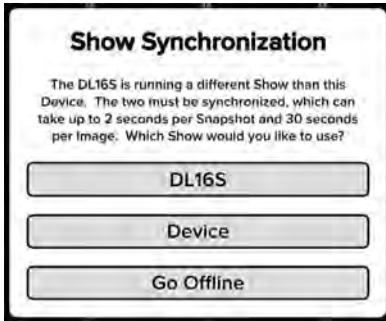 Show Synchronization
The DL16S is running a different Show than this
Device. The two must be synchronized, which can
take up to 2 seconds per Snapshot and 30 seconds
per Image. Which Show would you like to use?
DL16S
Device
Go Offline